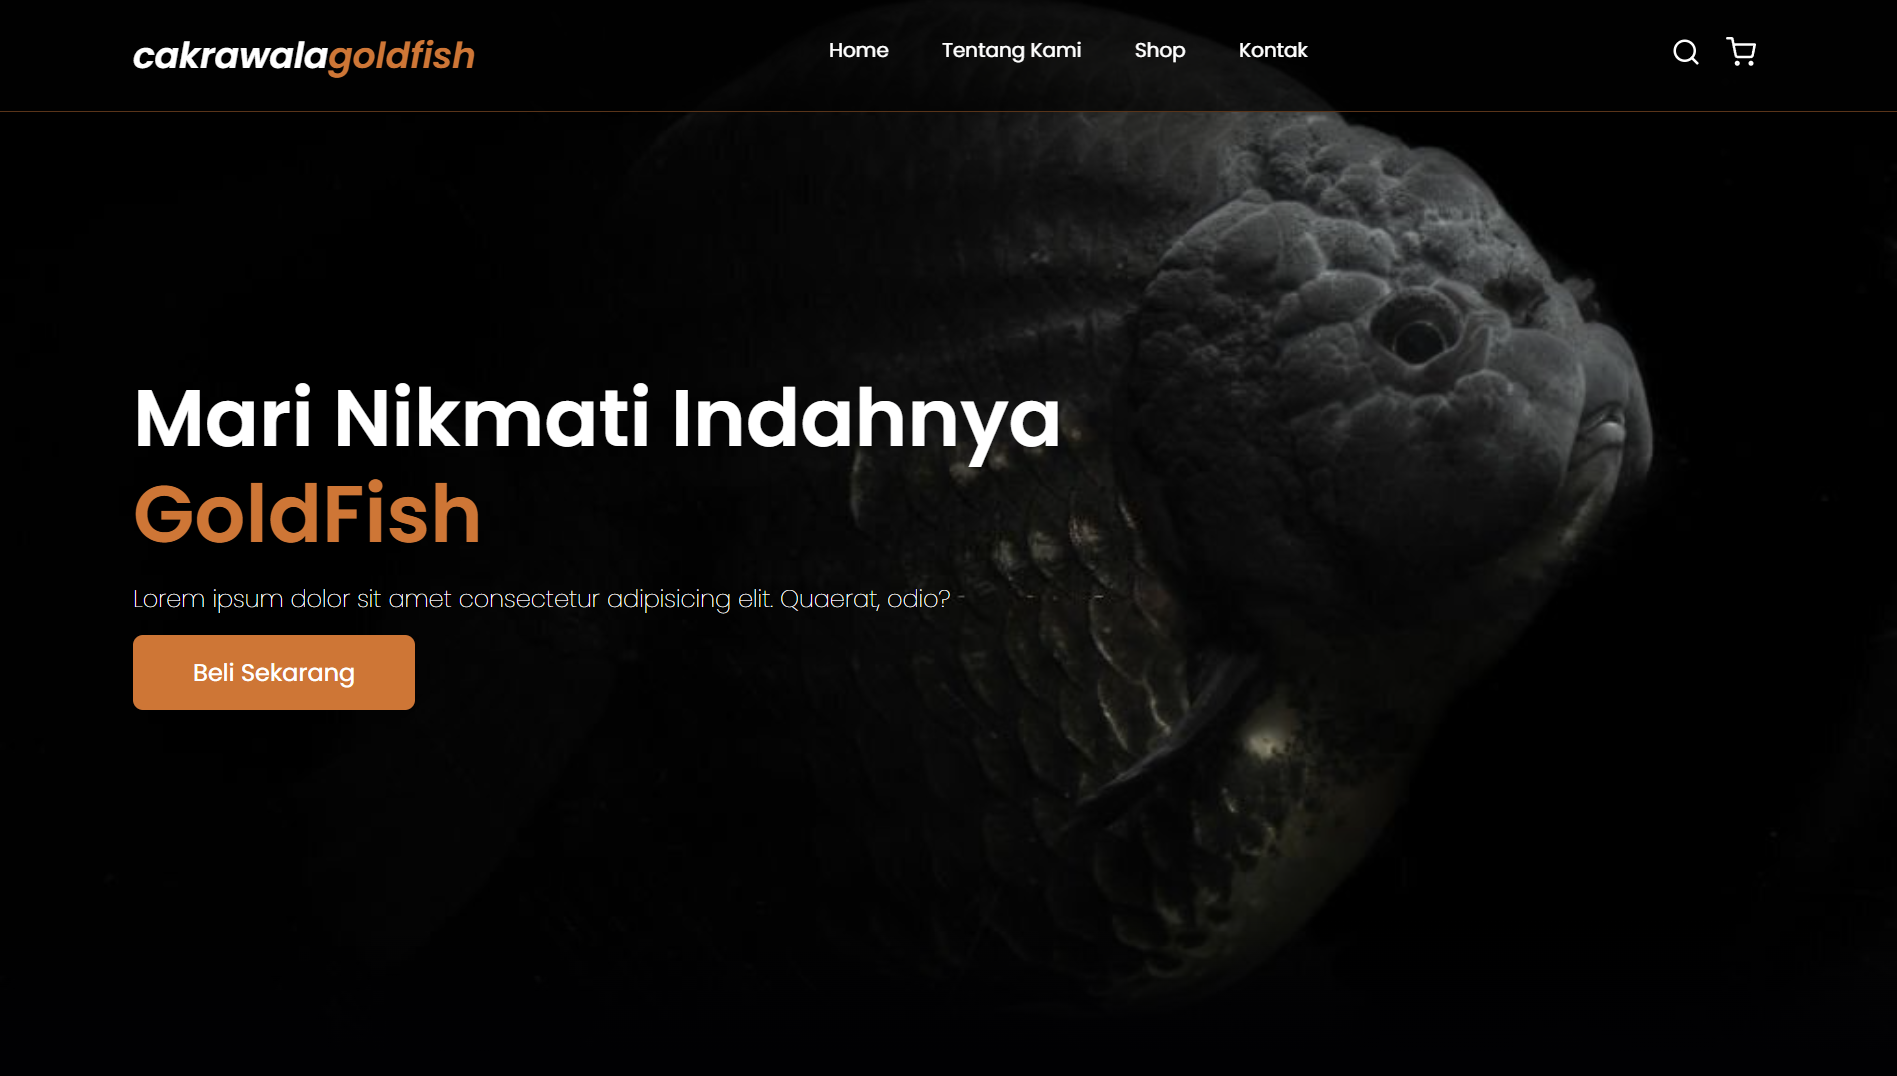 cakrawalagoldfish
Home Tentang Kami Shop Kontak
Mari Nikmati Indahnya
GoldFish
Lorem ipsum dolor sit amet consectetur adipisicing elit. Quaerat, odio?
Beli Sekarang